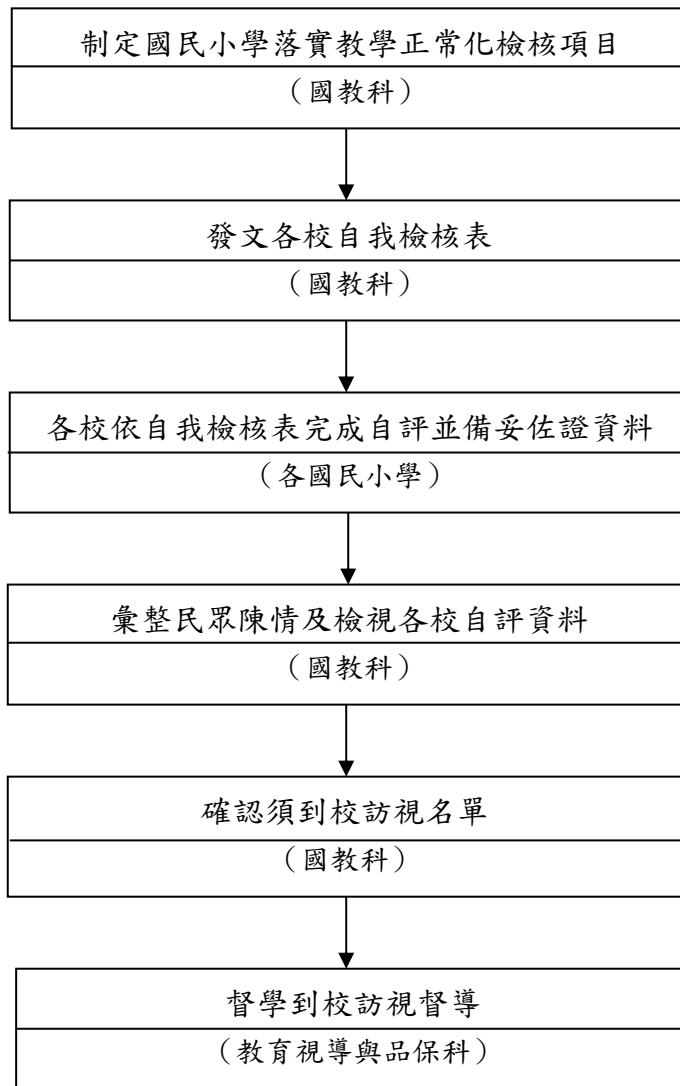 制定國民小學落實教學正常化檢核項目
（國教科）
發文各校自我檢核表
（國教科）
各校依自我檢核表完成自評並備妥佐證資料
（各國民小學）
彙整民眾陳情及檢視各校自評資料
（國教科）
確認須到校訪視名單
（國教科）
督學到校訪視督導
（教育視導與品保科）